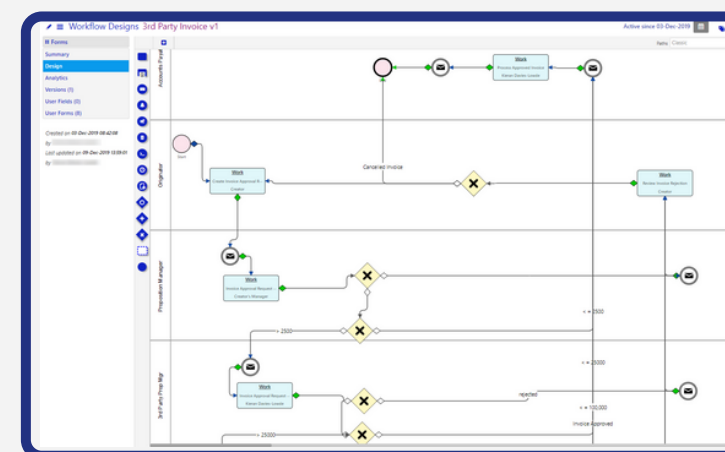 Workflow Designs 3rd Party Invoice v1
Active since 03-Dec-2019
Forms
Summary
Design
Analytics
Versions (1)
User Fields (0)
User Forms (8)
Created on 03-Dec-2019 08:42:08
by
Last updated on 09-Dec-2019
by
Paths: Classic
Accounts Payab
Work
Process Approved Invoice
Originator
Start
Work
Create Invoice Approval R...
Creator
Cancelled Invoice
Work
Review Invoice Rejection
Creator
Proposition Manager
Work
Invoice Approval Request...
Creator's Manager
< = 2500
> 2500
3rd Party Prop Mgr
Work
Invoice Approval Request...
< = 25000
rejected
< = 100,000
Invoice Approved
> 25000